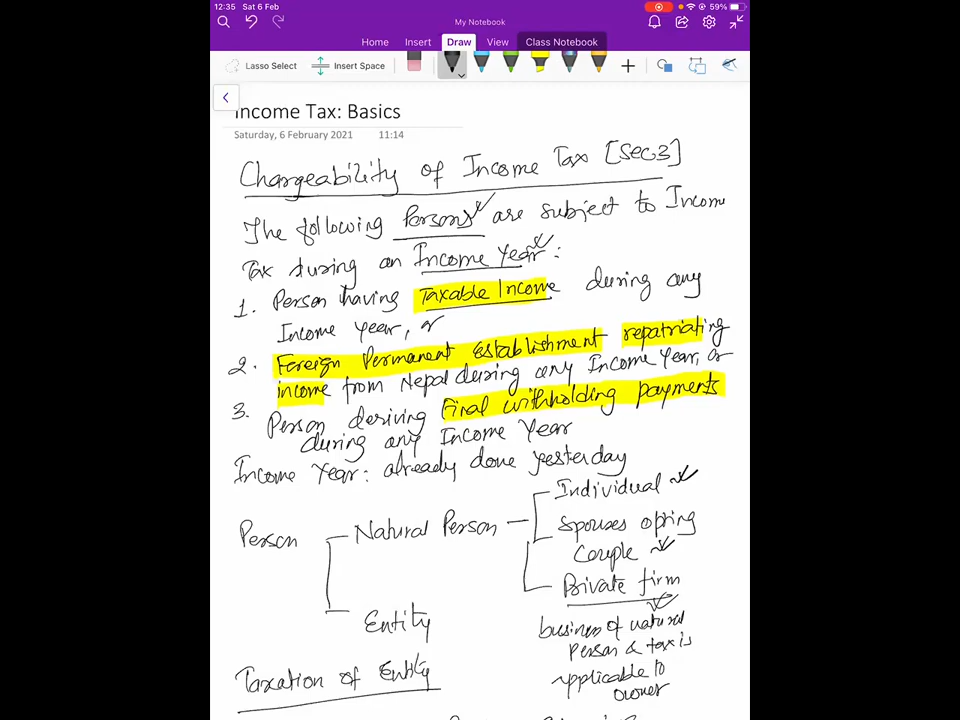 12:35 Sat 6 Feb
59%
My Notebook
Home Insert Draw View Class Notebook
Lasso Select Insert Space
Income Tax: Basics
Saturday, 6 February 2021 11:14
Chargeability of Income Tax [Sec.3]
The following Persons are subject to Income
Tax during an Income Year:
1. Person having Taxable Income during any
Income year, or
2. Foreign Permanent Establishment repatriating
income from Nepal during any Income Year, or
3. Person deriving Final withholding payments
during any Income Year
Income Year: already done yesterday
Individual
Person Natural Person Spouses opting
Couple
Private firm
Entity
business of natural
Person & tax is
applicable to
owner
Taxation of Entity